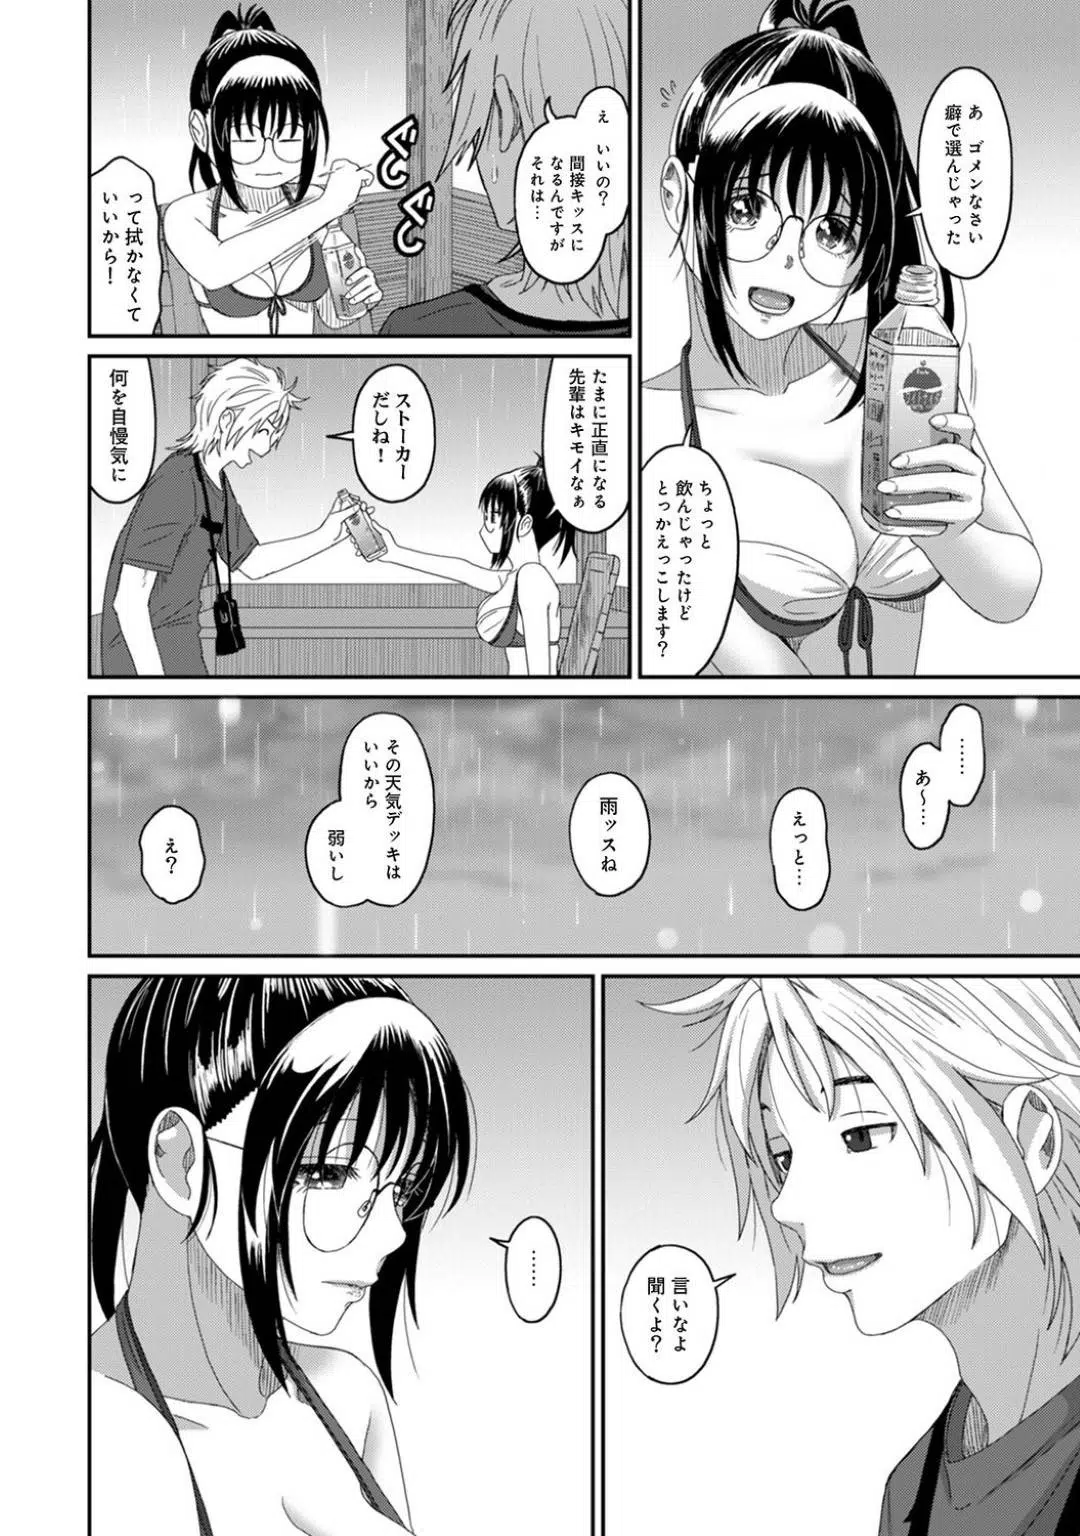 あ ゴメンなさい
癖で選んじゃった
ちょっと
飲んじゃったけど
とっかえっこします？
え いいの？
間接キッスに
なるんですが
それは…
ぐしぐし
って拭かなくて
いいから！
たまに正直になる
先輩はキモイなぁ
ストーカー
だしね！
何を自慢気に
……
あ〜…
えっと…
雨ッスね
その天気デッキは
いいから
弱いし
え？
言いなよ
聞くよ？
……